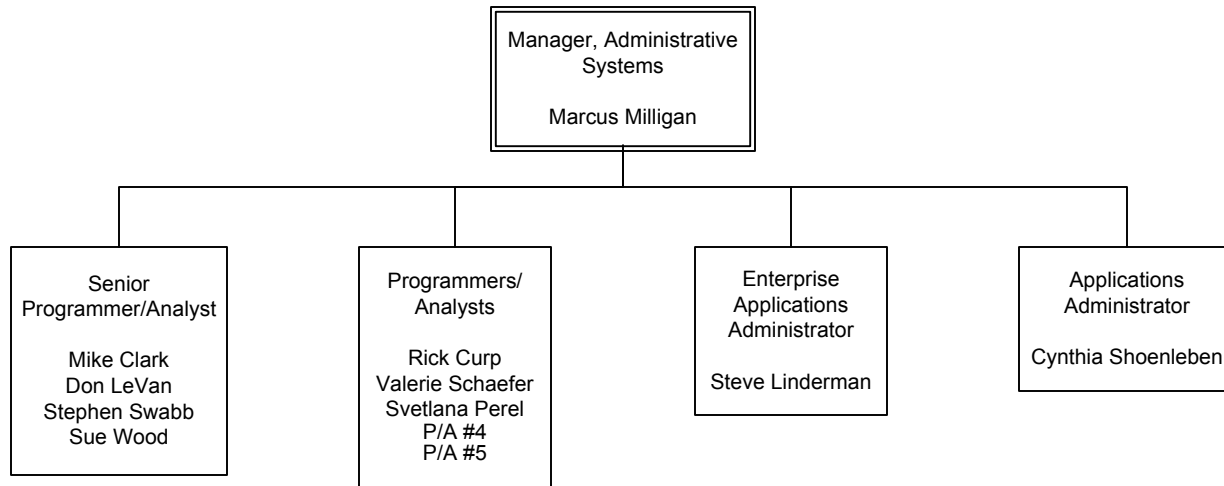 Manager, Administrative
Systems
Marcus Milligan
Senior
Programmer/Analyst
Mike Clark
Don LeVan
Stephen Swabb
Sue Wood
Programmers/
Analysts
Rick Curp
Valerie Schaefer
Svetlana Perel
P/A #4
P/A #5
Enterprise
Applications
Administrator
Steve Linderman
Applications
Administrator
Cynthia Shoenleben